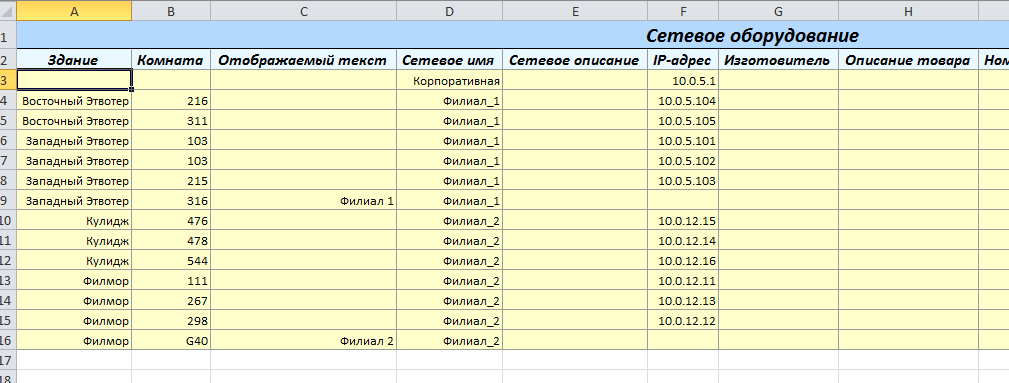 A B C D E F G H
1 Сетевое оборудование
2 Здание Комната Отображаемый текст Сетевое имя Сетевое описание IP-адрес Изготовитель Описание товара Ном
3 Корпоративная 10.0.5.1
4 Восточный Этвотер 216 Филиал_1 10.0.5.104
5 Восточный Этвотер 311 Филиал_1 10.0.5.105
6 Западный Этвотер 103 Филиал_1 10.0.5.101
7 Западный Этвотер 103 Филиал_1 10.0.5.102
8 Западный Этвотер 215 Филиал_1 10.0.5.103
9 Западный Этвотер 316 Филиал 1 Филиал_1
10 Кулидж 476 Филиал_2 10.0.12.15
11 Кулидж 478 Филиал_2 10.0.12.14
12 Кулидж 544 Филиал_2 10.0.12.16
13 Филмор 111 Филиал_2 10.0.12.11
14 Филмор 267 Филиал_2 10.0.12.13
15 Филмор 298 Филиал_2 10.0.12.12
16 Филмор G40 Филиал 2 Филиал_2
17
18